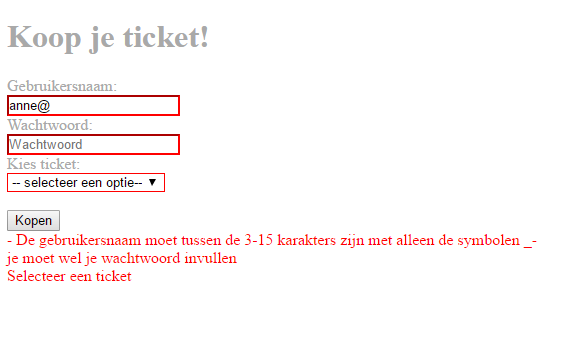 Koop je ticket!
Gebruikersnaam:
anne@
Wachtwoord:
Wachtwoord
Kies ticket:
-- selecteer een optie-- ▼
Kopen
- De gebruikersnaam moet tussen de 3-15 karakters zijn met alleen de symbolen _-
je moet wel je wachtwoord invullen
Selecteer een ticket